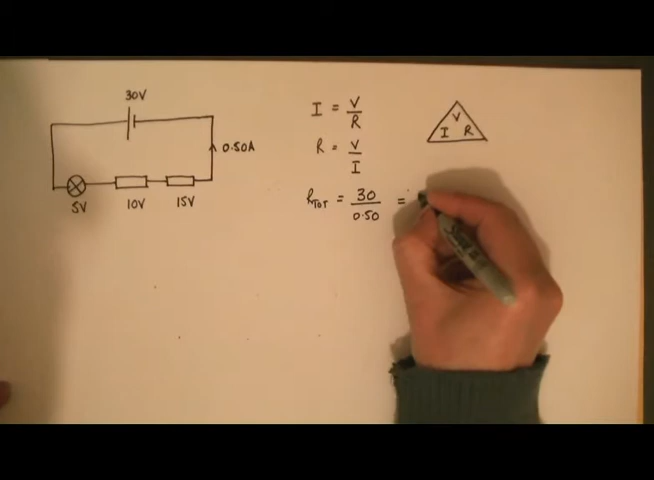 30V
0.50A
5V 10V 15V
I = V/R
R = V/I
R_TOT = 30/0.50 =
V
I R